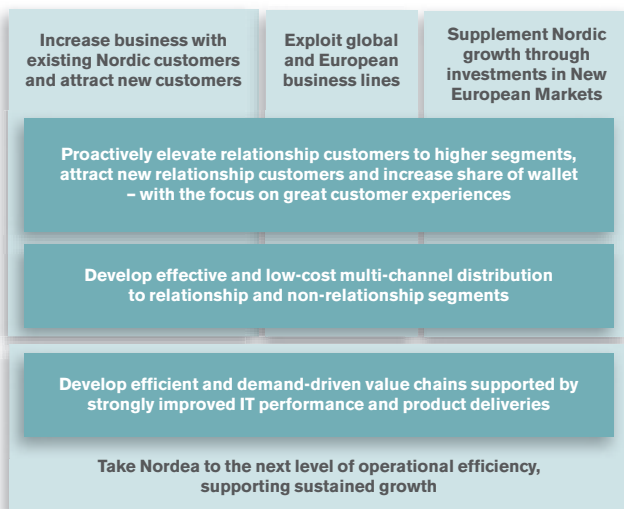 Increase business with
existing Nordic customers
and attract new customers
Exploit global
and European
business lines
Supplement Nordic
growth through
investments in New
European Markets
Proactively elevate relationship customers to higher segments,
attract new relationship customers and increase share of wallet
– with the focus on great customer experiences
Develop effective and low-cost multi-channel distribution
to relationship and non-relationship segments
Develop efficient and demand-driven value chains supported by
strongly improved IT performance and product deliveries
Take Nordea to the next level of operational efficiency,
supporting sustained growth